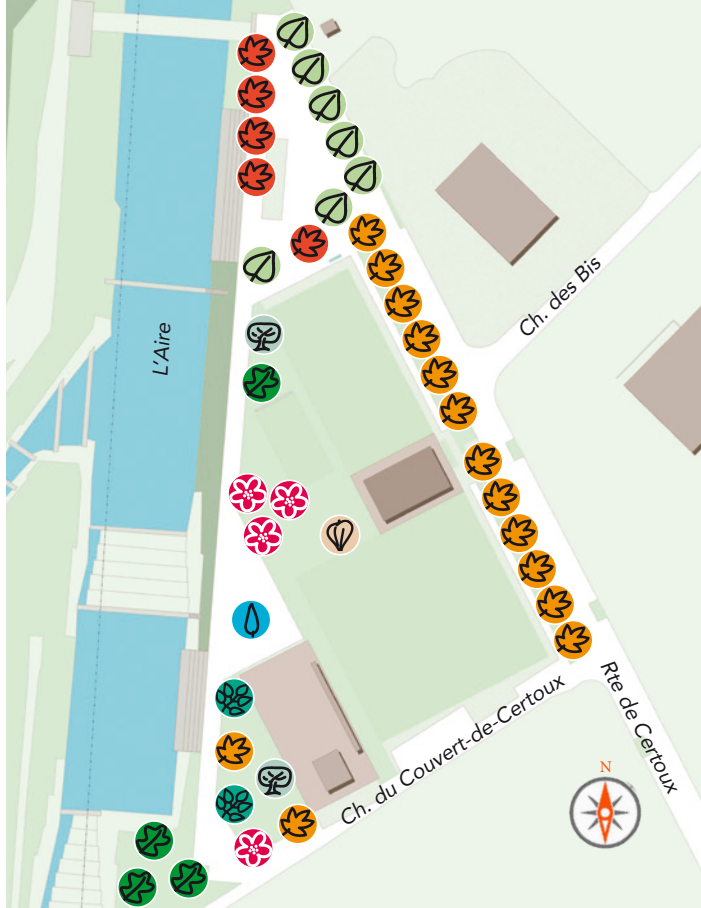 Ch. des Bis
L'Aire
Rte de Certoux
Ch. du Couvert-de-Certoux
N